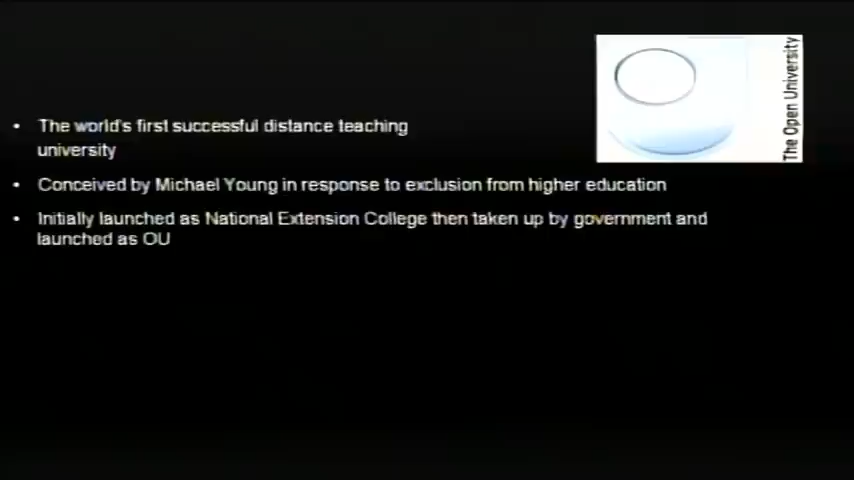 The Open University
• The world's first successful distance teaching
university
• Conceived by Michael Young in response to exclusion from higher education
• Initially launched as National Extension College then taken up by government and
launched as OU